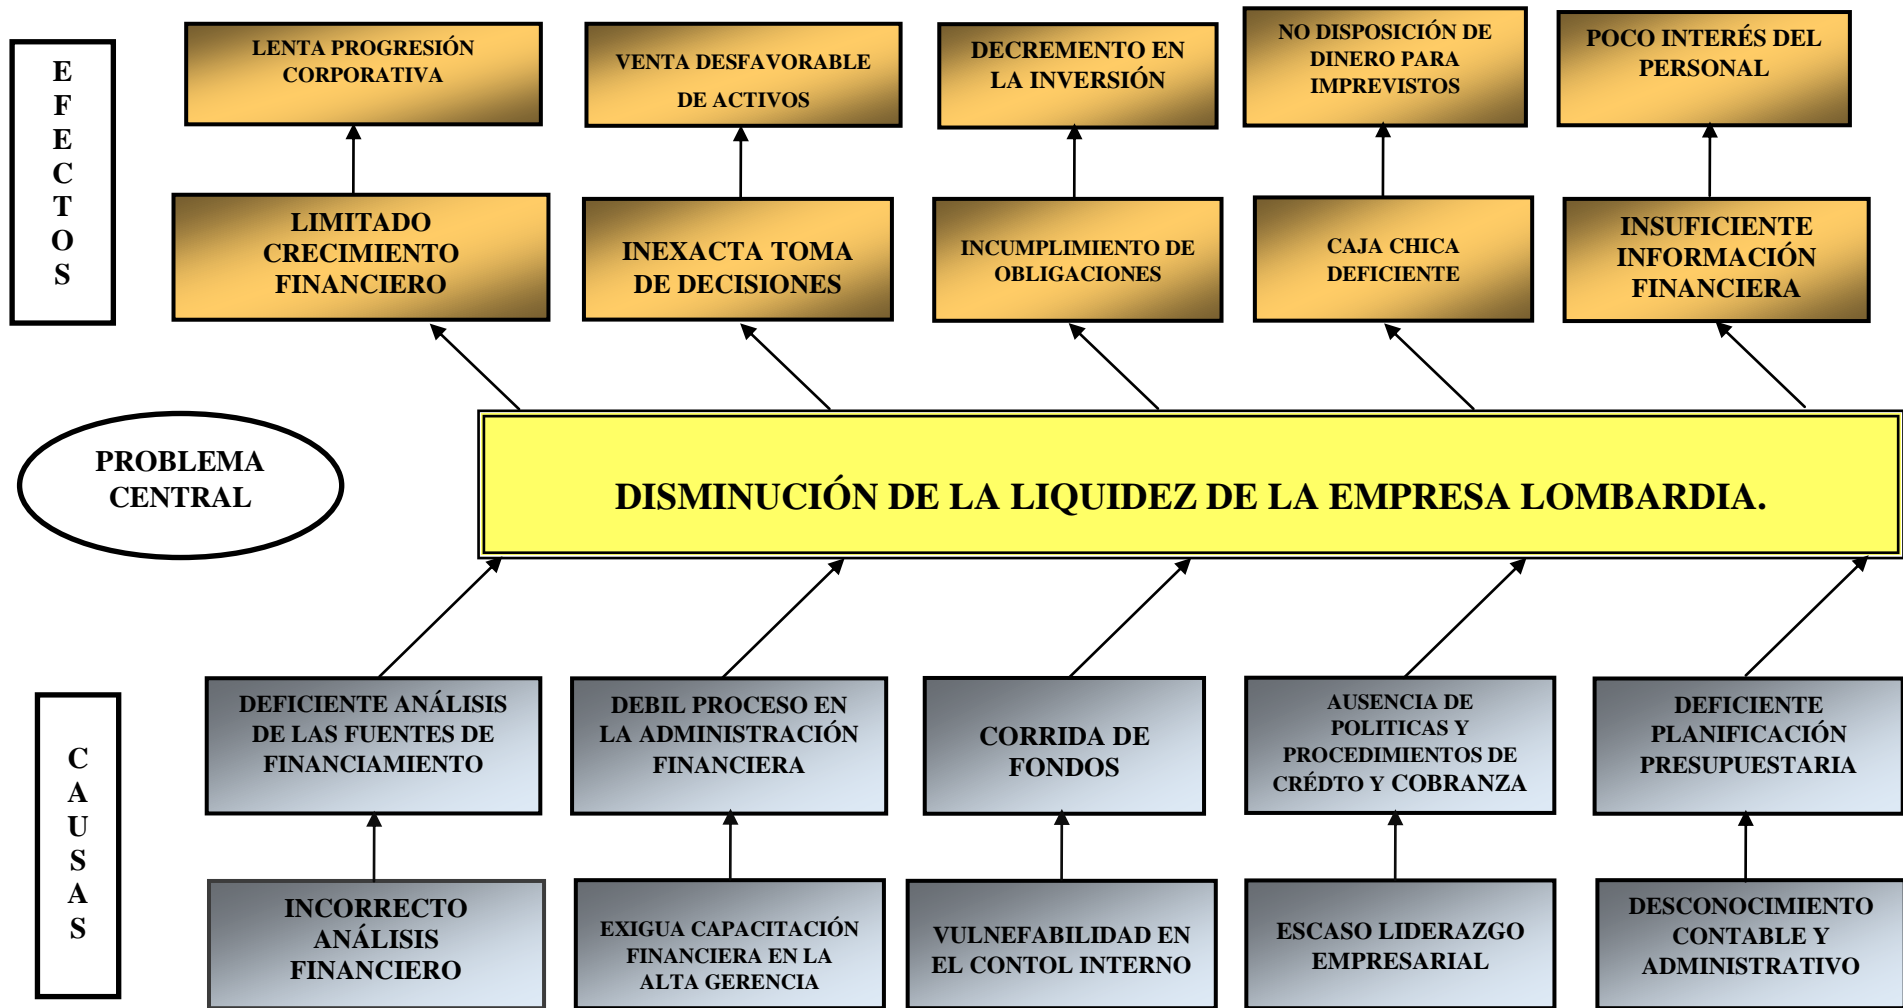 EFECTOS
LENTA PROGRESIÓN
CORPORATIVA
VENTA DESFAVORABLE
DE ACTIVOS
DECREMENTO EN
LA INVERSIÓN
NO DISPOSICIÓN DE
DINERO PARA
IMPREVISTOS
POCO INTERÉS DEL
PERSONAL
LIMITADO
CRECIMIENTO
FINANCIERO
INEXACTA TOMA
DE DECISIONES
INCUMPLIMIENTO DE
OBLIGACIONES
CAJA CHICA
DEFICIENTE
INSUFICIENTE
INFORMACIÓN
FINANCIERA
PROBLEMA
CENTRAL
DISMINUCIÓN DE LA LIQUIDEZ DE LA EMPRESA LOMBARDIA.
CAUSAS
DEFICIENTE ANÁLISIS
DE LAS FUENTES DE
FINANCIAMIENTO
DEBIL PROCESO EN
LA ADMINISTRACIÓN
FINANCIERA
CORRIDA DE
FONDOS
AUSENCIA DE
POLITICAS Y
PROCEDIMIENTOS DE
CRÉDTO Y COBRANZA
DEFICIENTE
PLANIFICACIÓN
PRESUPUESTARIA
INCORRECTO
ANÁLISIS
FINANCIERO
EXIGUA CAPACITACIÓN
FINANCIERA EN LA
ALTA GERENCIA
VULNEFABILIDAD EN
EL CONTOL INTERNO
ESCASO LIDERAZGO
EMPRESARIAL
DESCONOCIMIENTO
CONTABLE Y
ADMINISTRATIVO